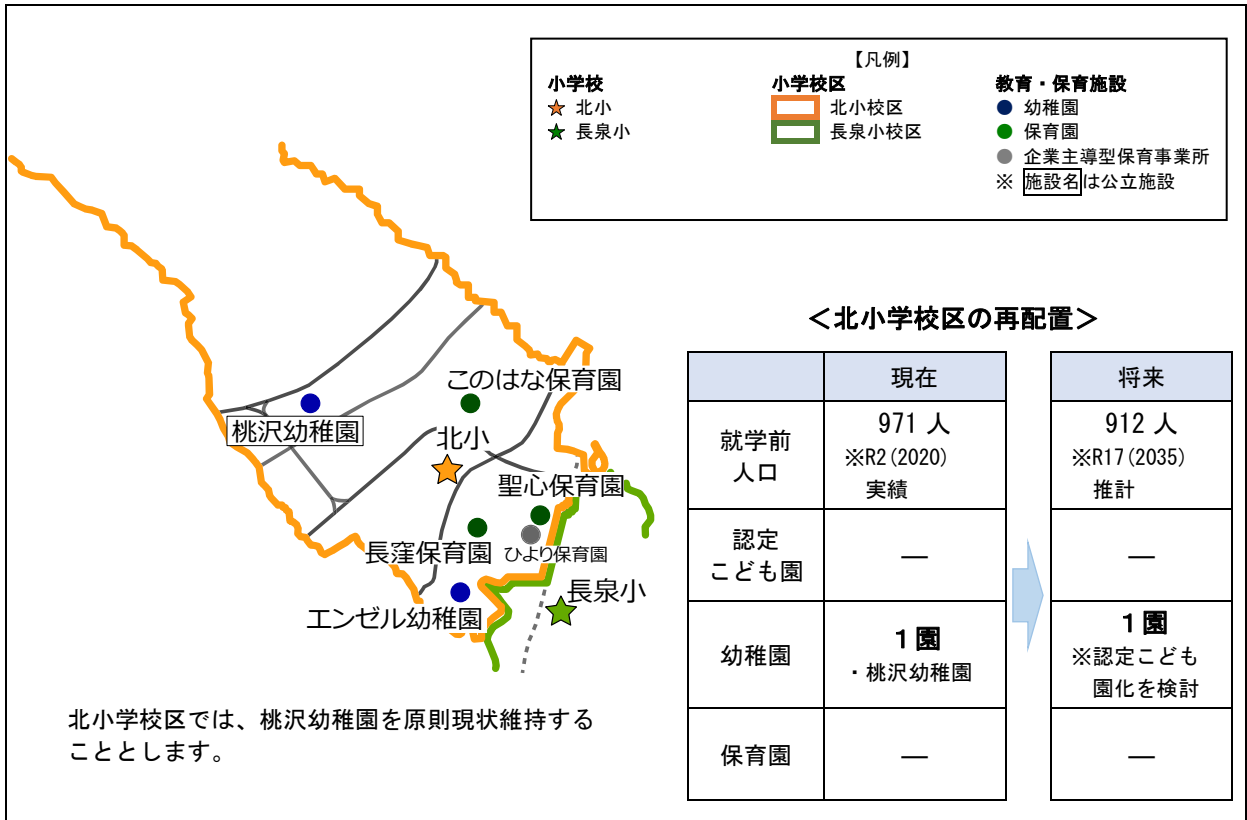 【凡例】
小学校
北小
長泉小
小学校区
北小校区
長泉小校区
教育・保育施設
幼稚園
保育園
企業主導型保育事業所
※ 施設名は公立施設
このはな保育園
桃沢幼稚園
北小
聖心保育園
長窪保育園
ひより保育園
長泉小
エンゼル幼稚園
北小学校区では、桃沢幼稚園を原則現状維持する
こととします。
＜北小学校区の再配置＞
現在
将来
就学前
人口
971 人
※R2(2020)
実績
912 人
※R17(2035)
推計
認定
こども園
―
―
幼稚園
1園
・桃沢幼稚園
1園
※認定こども
園化を検討
保育園
―
―